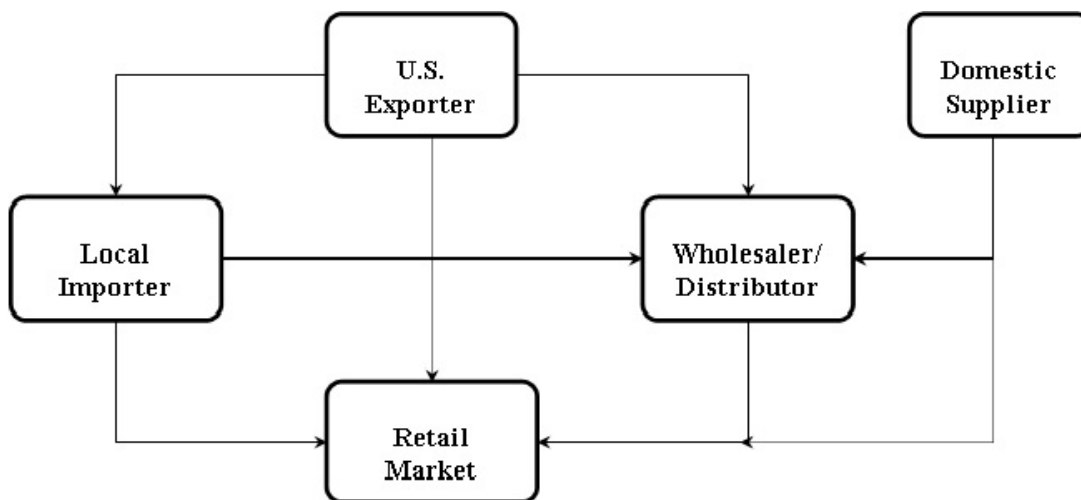 U.S.
Exporter
Domestic
Supplier
Local
Importer
Wholesaler/
Distributor
Retail
Market